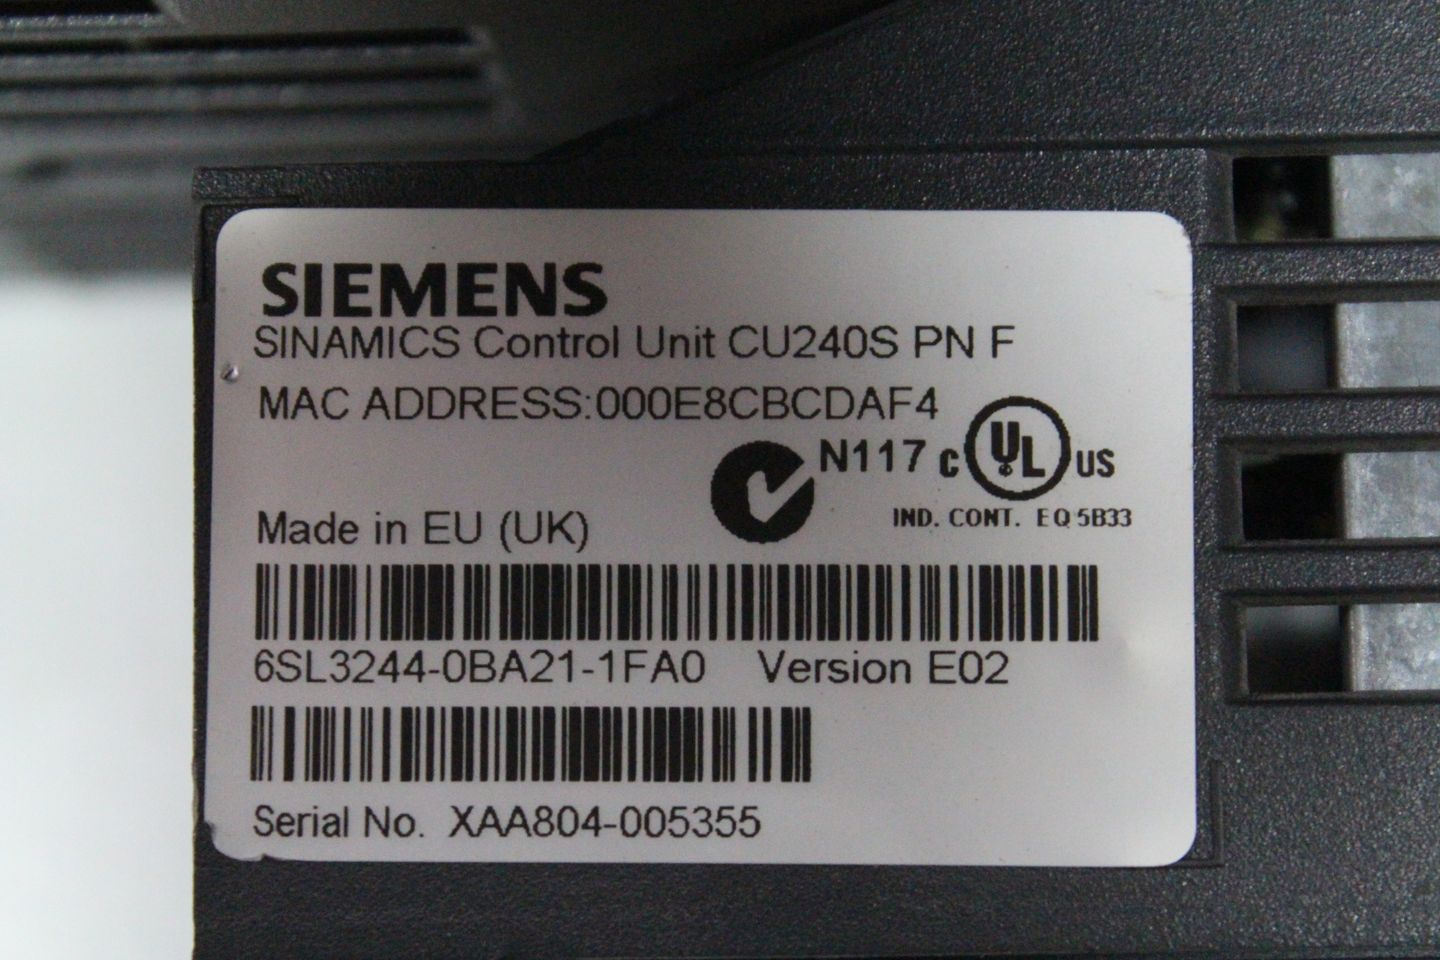 SIEMENS
SINAMICS Control Unit CU240S PN F
MAC ADDRESS:000E8CBCDAF4
N117 C UL US
IND. CONT. EQ 5B33
Made in EU (UK)
6SL3244-0BA21-1FA0 Version E02
Serial No. XAA804-005355